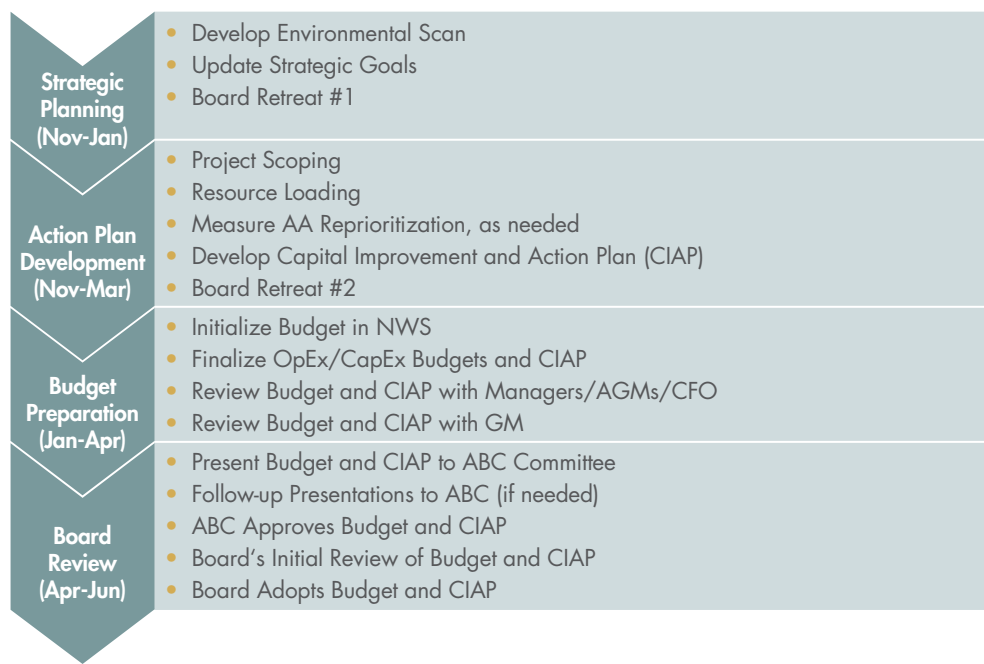 Strategic
Planning
(Nov-Jan)
• Develop Environmental Scan
• Update Strategic Goals
• Board Retreat #1
Action Plan
Development
(Nov-Mar)
• Project Scoping
• Resource Loading
• Measure AA Reprioritization, as needed
• Develop Capital Improvement and Action Plan (CIAP)
• Board Retreat #2
Budget
Preparation
(Jan-Apr)
• Initialize Budget in NWS
• Finalize OpEx/CapEx Budgets and CIAP
• Review Budget and CIAP with Managers/AGMs/CFO
• Review Budget and CIAP with GM
Board
Review
(Apr-Jun)
• Present Budget and CIAP to ABC Committee
• Follow-up Presentations to ABC (if needed)
• ABC Approves Budget and CIAP
• Board‘s Initial Review of Budget and CIAP
• Board Adopts Budget and CIAP